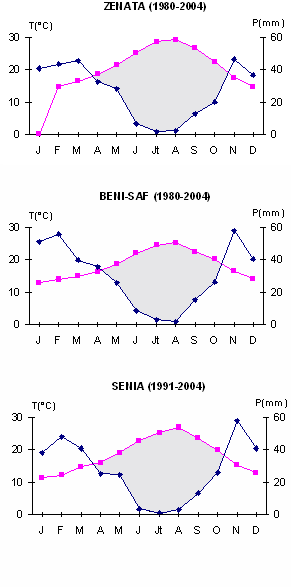 ZENATA (1980-2004)
T(°C) P(mm)
30 60
20 40
10 20
0 0
J F M A M J Jt A S O N D
BENI-SAF (1980-2004)
T(°C) P(mm)
30 60
20 40
10 20
0 0
J F M A M J Jt A S O N D
SENIA (1991-2004)
T(°C) P(mm)
30 60
20 40
10 20
0 0
J F M A M J Jt A S O N D